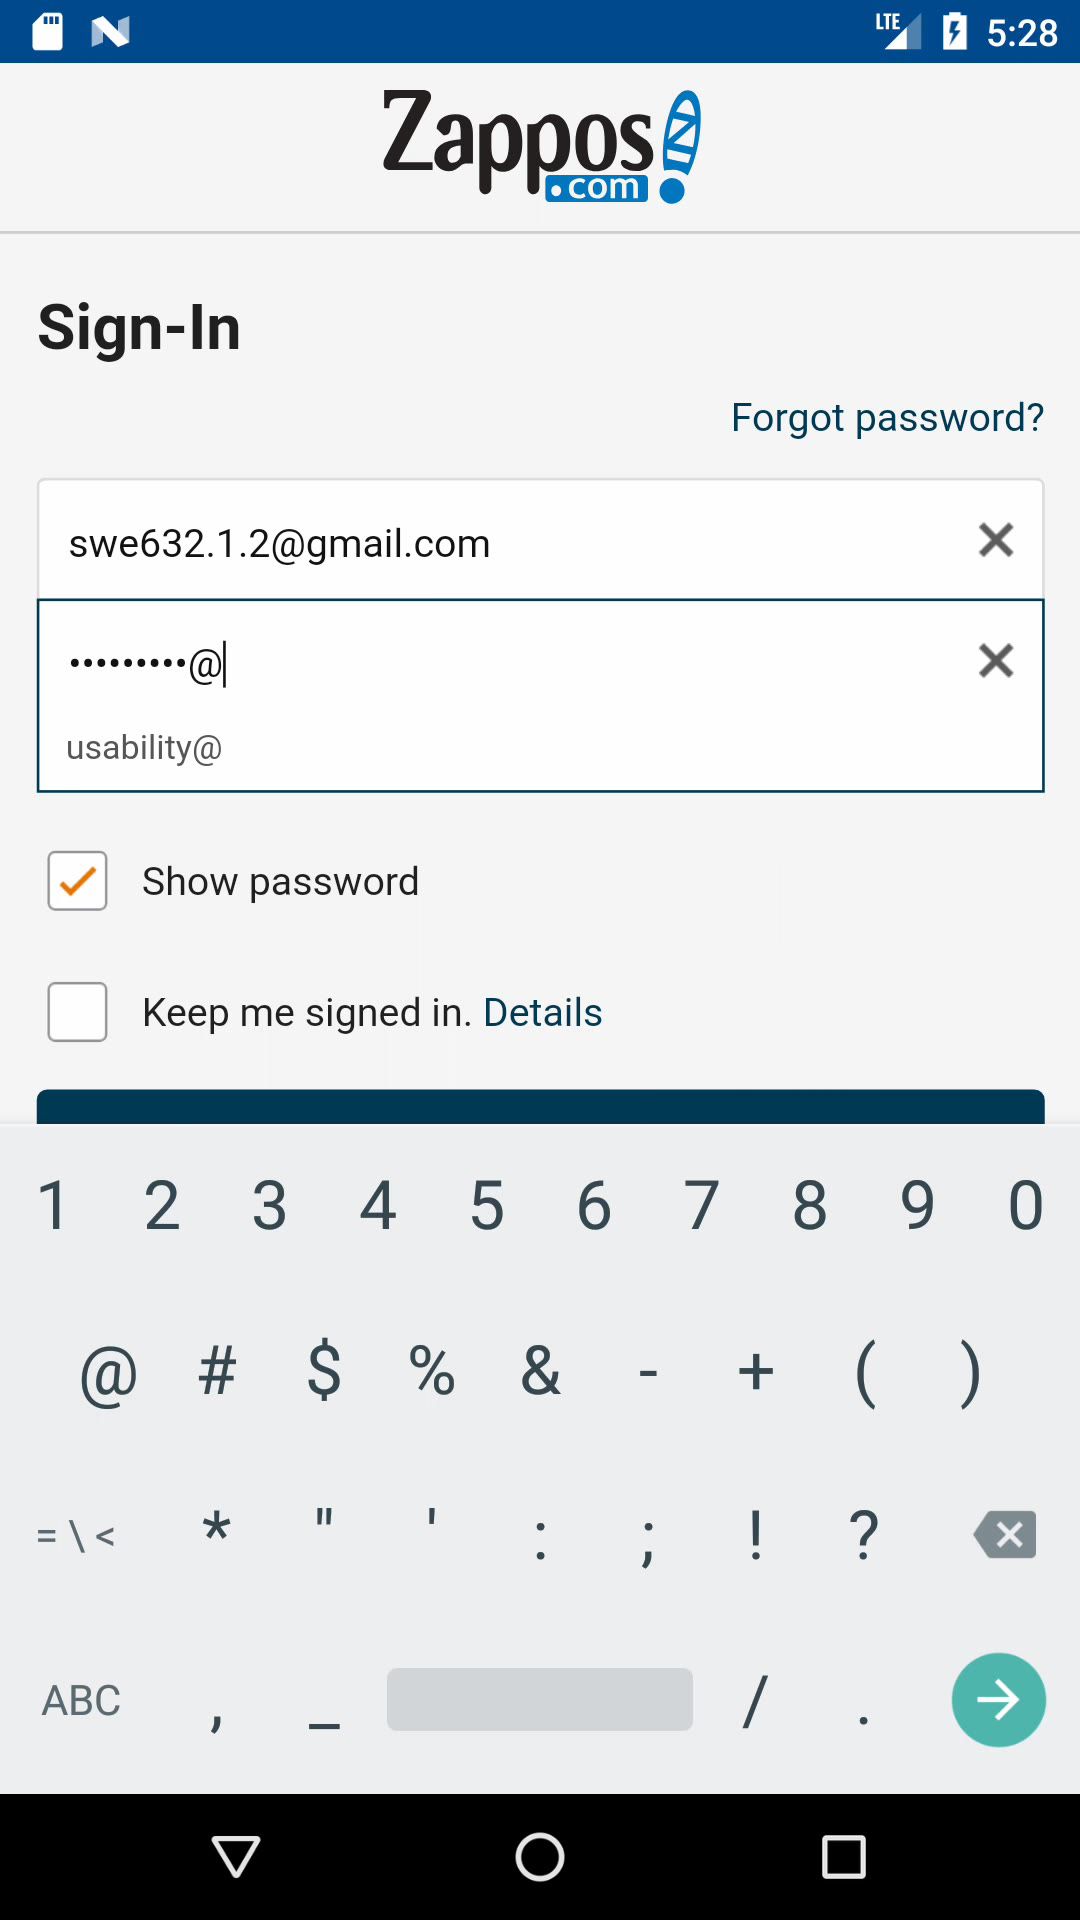 LTE 5:28
Zappos
.com
Sign-In
Forgot password?
swe632.1.2@gmail.com
•••••••••@
usability@
Show password
Keep me signed in. Details
1 2 3 4 5 6 7 8 9 0
@ # $ % & - + ( )
= \ < * " ' : ; ! ?
ABC , _ / .